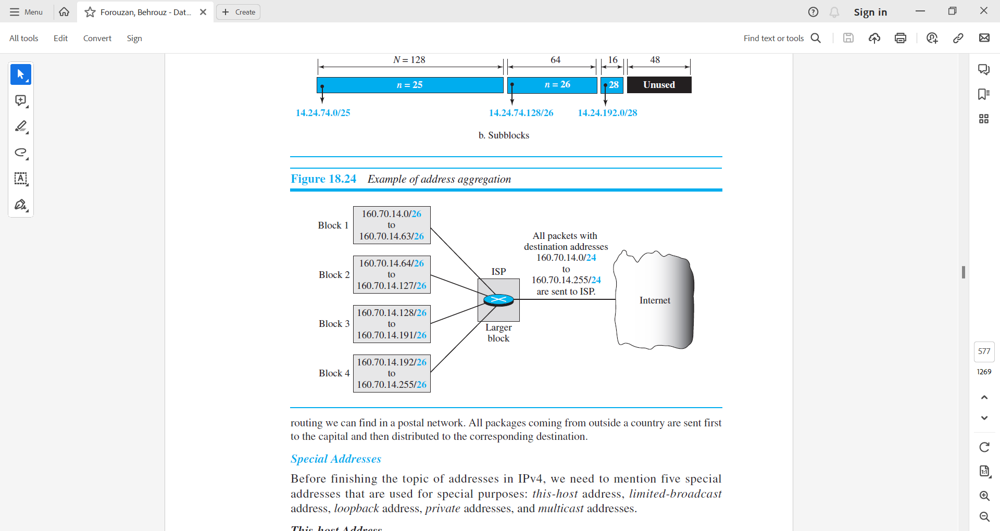 Menu
Forouzan, Behrouz - Dat...
Create
Sign in
All tools
Edit
Convert
Sign
Find text or tools
N = 128
64
16
48
n = 25
n = 26
28
Unused
14.24.74.0/25
14.24.74.128/26
14.24.192.0/28
b. Subblocks
Figure 18.24 Example of address aggregation
Block 1
160.70.14.0/26
to
160.70.14.63/26
Block 2
160.70.14.64/26
to
160.70.14.127/26
Block 3
160.70.14.128/26
to
160.70.14.191/26
Block 4
160.70.14.192/26
to
160.70.14.255/26
ISP
Larger
block
All packets with
destination addresses
160.70.14.0/24
to
160.70.14.255/24
are sent to ISP.
Internet
routing we can find in a postal network. All packages coming from outside a country are sent first
to the capital and then distributed to the corresponding destination.
Special Addresses
Before finishing the topic of addresses in IPv4, we need to mention five special
addresses that are used for special purposes: this-host address, limited-broadcast
address, loopback address, private addresses, and multicast addresses.
This-host Address
577
1269